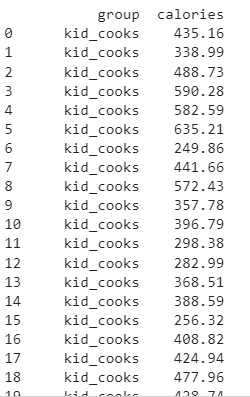 group calories
0 kid_cooks 435.16
1 kid_cooks 338.99
2 kid_cooks 488.73
3 kid_cooks 590.28
4 kid_cooks 582.59
5 kid_cooks 635.21
6 kid_cooks 249.86
7 kid_cooks 441.66
8 kid_cooks 572.43
9 kid_cooks 357.78
10 kid_cooks 396.79
11 kid_cooks 298.38
12 kid_cooks 282.99
13 kid_cooks 368.51
14 kid_cooks 388.59
15 kid_cooks 256.32
16 kid_cooks 408.82
17 kid_cooks 424.94
18 kid_cooks 477.96